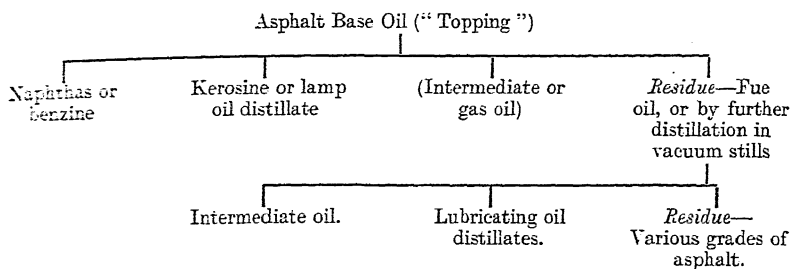 Asphalt Base Oil (“ Topping ”)
Naphthas or
benzine
Kerosine or lamp
oil distillate
(Intermediate or
gas oil)
Residue—Fue
oil, or by further
distillation in
vacuum stills
Intermediate oil.
Lubricating oil
distillates.
Residue—
Various grades of
asphalt.